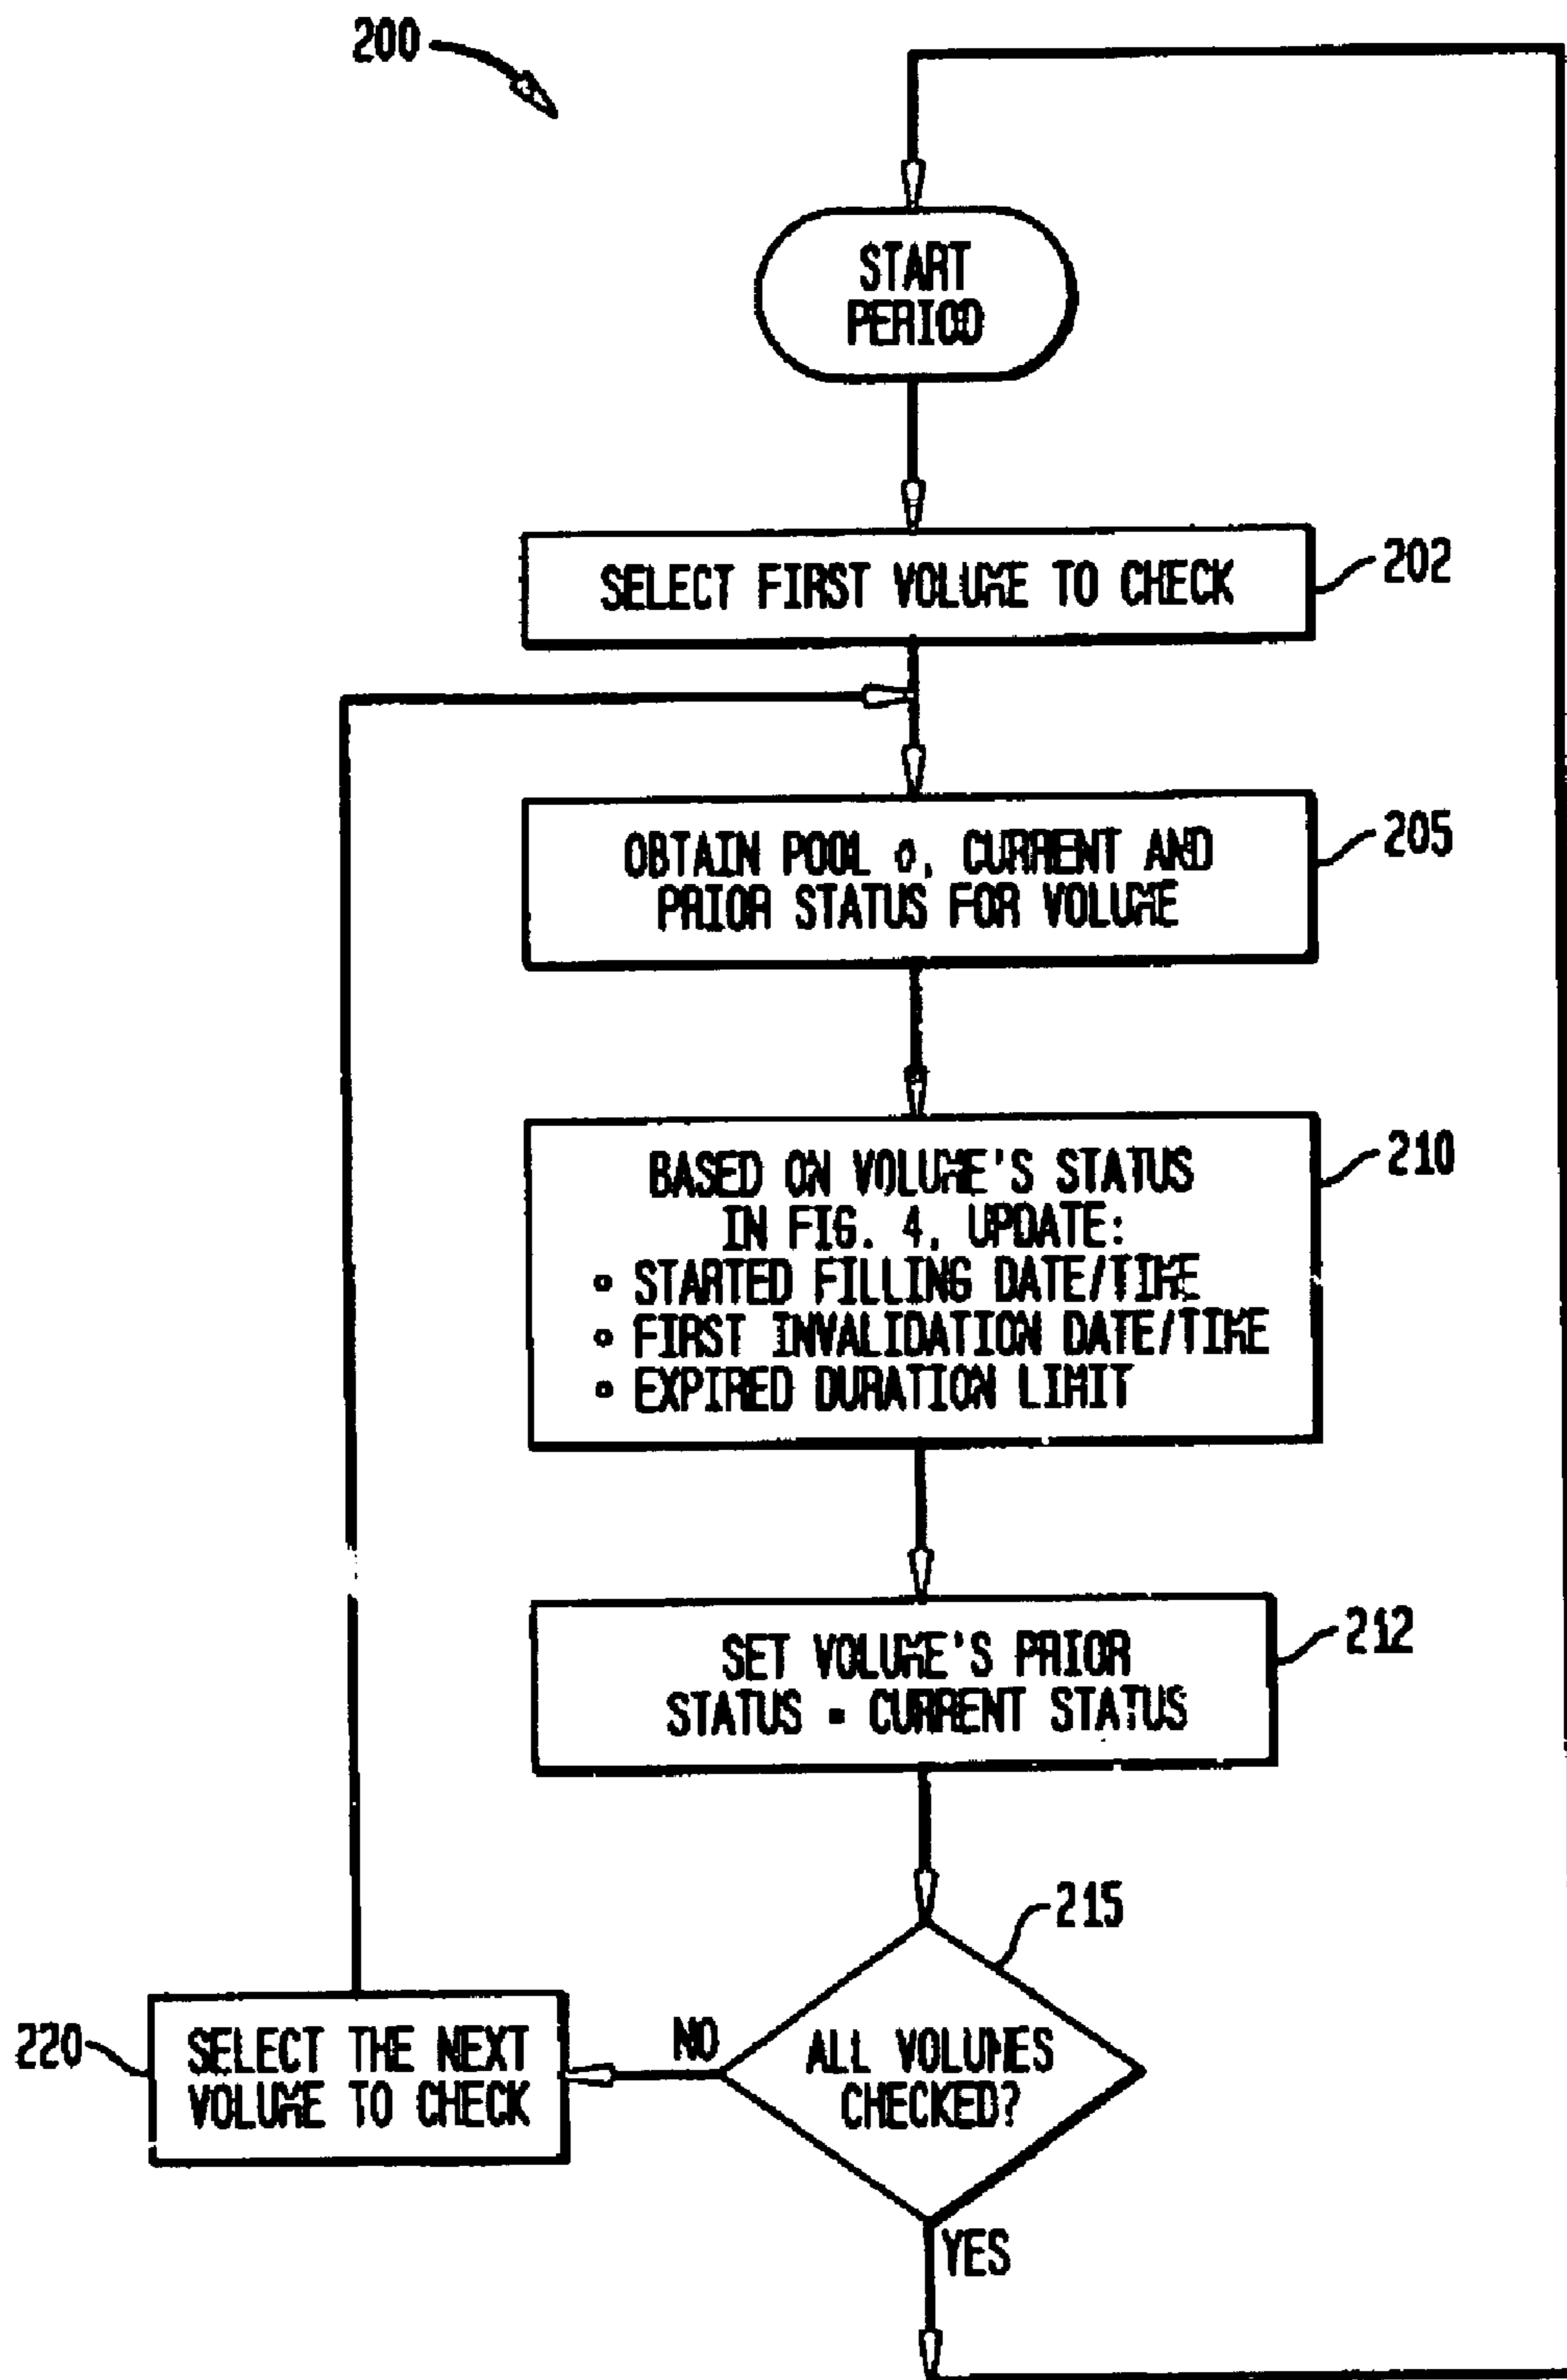 200
START
PERIOD
SELECT FIRST VOLUME TO CHECK
202
OBTAIN POOL #, CURRENT AND
PRIOR STATUS FOR VOLUME
205
BASED ON VOLUME'S STATUS
IN FIG. 4, UPDATE:
• STARTED FILLING DATE/TIME
• FIRST INVALIDATION DATE/TIME
• EXPIRED DURATION LIMIT
210
SET VOLUME'S PRIOR
STATUS = CURRENT STATUS
212
215
ALL VOLUMES
CHECKED?
NO
220
SELECT THE NEXT
VOLUME TO CHECK
YES